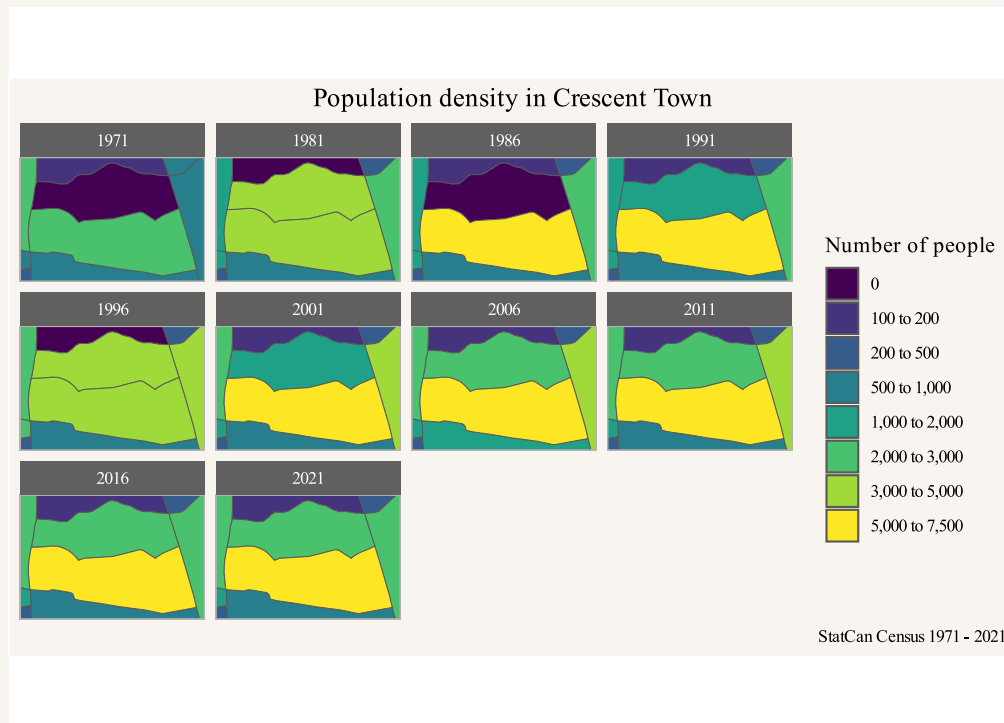 Population density in Crescent Town
1971
1981
1986
1991
1996
2001
2006
2011
2016
2021
Number of people
0
100 to 200
200 to 500
500 to 1,000
1,000 to 2,000
2,000 to 3,000
3,000 to 5,000
5,000 to 7,500
StatCan Census 1971 - 2021